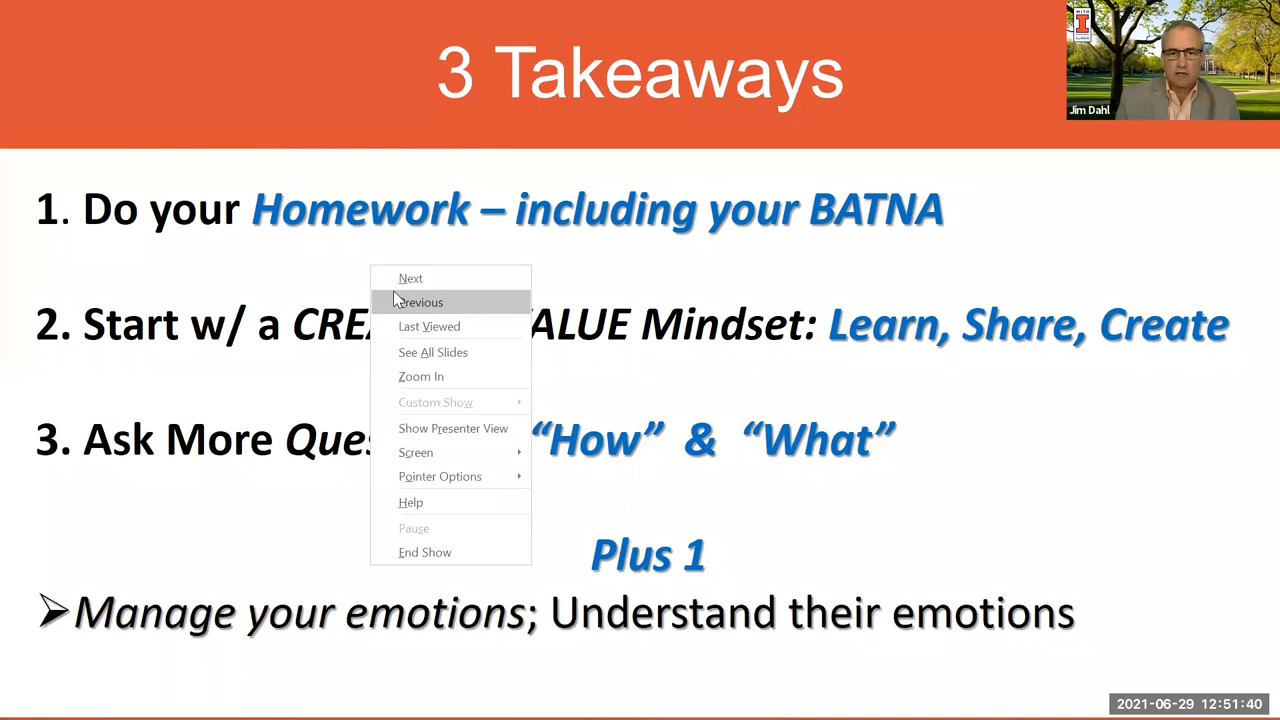 3 Takeaways
WITH
I
ILLINOIS
Jim Dahl
1. Do your Homework – including your BATNA
2. Start w/ a CREA ALUE Mindset: Learn, Share, Create
3. Ask More Ques "How" & "What"
Next
Previous
Last Viewed
See All Slides
Zoom In
Custom Show
Show Presenter View
Screen
Pointer Options
Help
Pause
End Show
Plus 1
➢Manage your emotions; Understand their emotions
2021-06-29 12:51:40